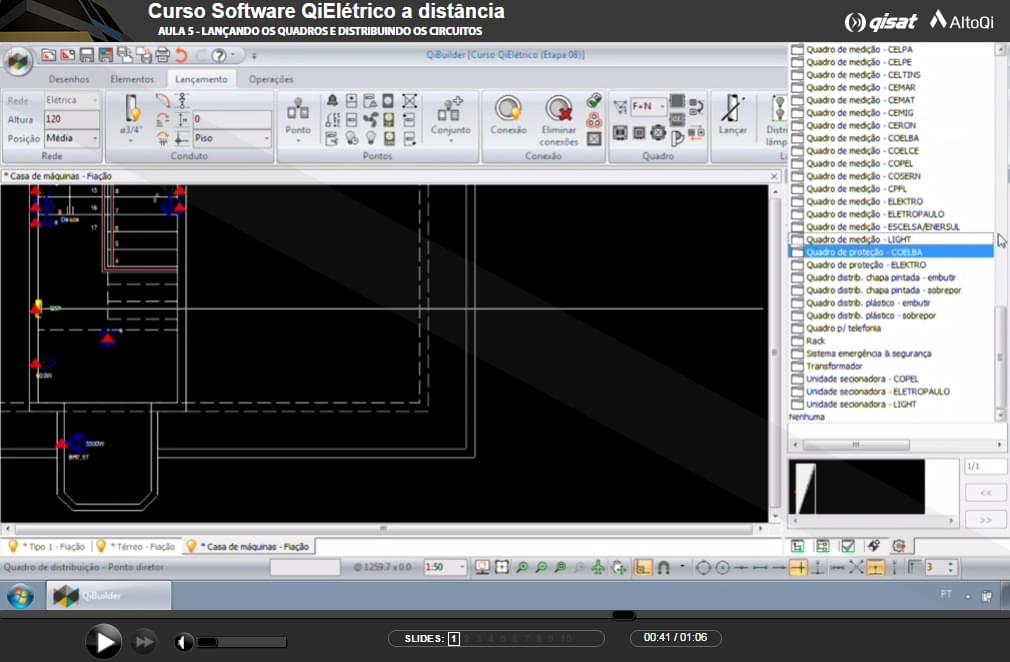 Curso Software QiElétrico a distância
AULA 5 - LANÇANDO OS QUADROS E DISTRIBUINDO OS CIRCUITOS
qisat AltoQi
QiBuilder [Curso QiElétrico (Etapa 08)]
Desenhos Elementos Lançamento Operações
Rede Elétrica
Altura 120
Posição Média
Rede
ø3/4"
0
Piso
Conduto
Ponto
Conjunto
Pontos
Conexão
Eliminar conexões
Conexão
F+N
Quadro
Lançar
* Casa de máquinas - Fiação
Quadro de medição - CELPA
Quadro de medição - CELPE
Quadro de medição - CELTINS
Quadro de medição - CEMAR
Quadro de medição - CEMAT
Quadro de medição - CEMIG
Quadro de medição - CERON
Quadro de medição - COELBA
Quadro de medição - COELCE
Quadro de medição - COPEL
Quadro de medição - COSERN
Quadro de medição - CPFL
Quadro de medição - ELEKTRO
Quadro de medição - ELETROPAULO
Quadro de medição - ESCELSA/ENERSUL
Quadro de medição - LIGHT
Quadro de proteção - COELBA
Quadro de proteção - ELEKTRO
Quadro distrib. chapa pintada - embutir
Quadro distrib. chapa pintada - sobrepor
Quadro distrib. plástico - embutir
Quadro distrib. plástico - sobrepor
Quadro p/ telefonia
Rack
Sistema emergência & segurança
Transformador
Unidade secionadora - COPEL
Unidade secionadora - ELETROPAULO
Unidade secionadora - LIGHT
Nenhuma
1/1
<<
>>
15
16
17
8
7
6
5
4
600W
5500W
* Tipo 1 - Fiação * Térreo - Fiação * Casa de máquinas - Fiação
Quadro de distribuição - Ponto diretor @ 1259.7 x 0.0 1:50 3
QiBuilder PT
SLIDES: 1 2 3 4 5 6 7 8 9 10
00:41 / 01:06